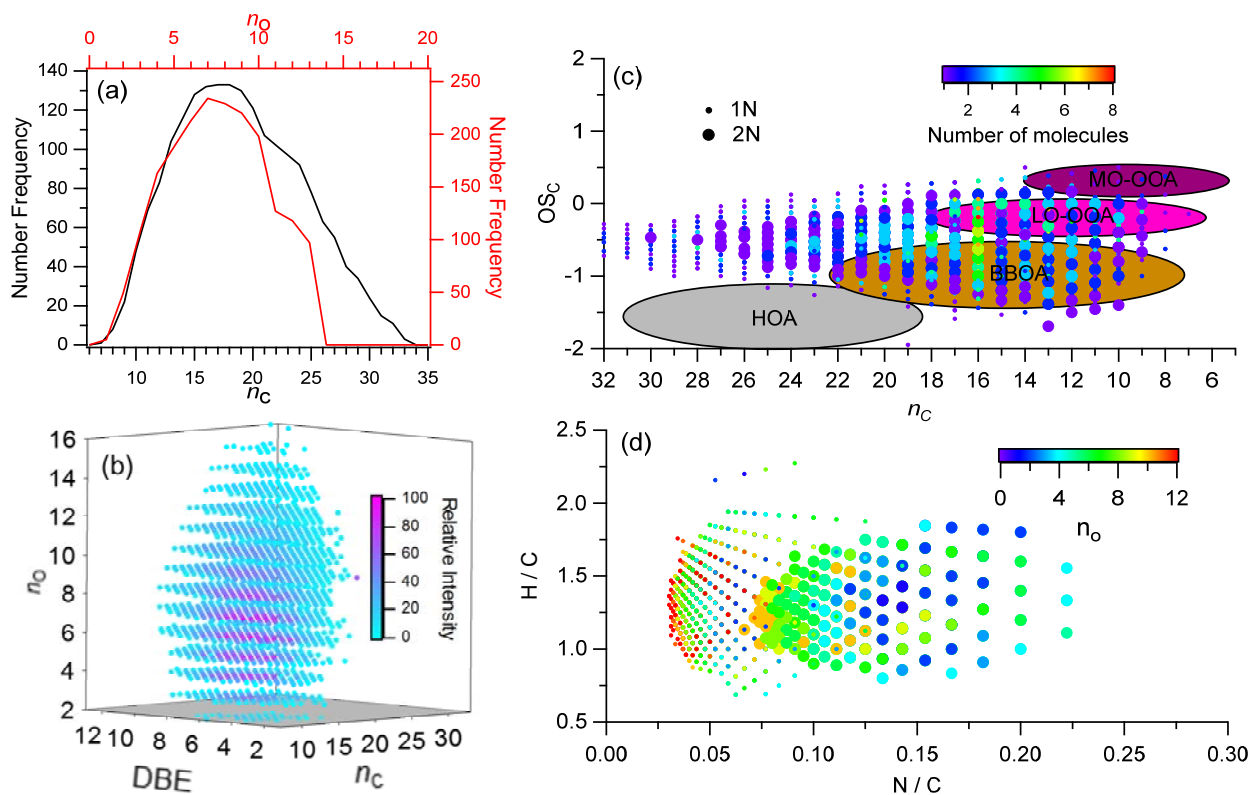 n_O
0 5 10 15 20
(a)
140
120
100
80
60
40
20
0
Number Frequency
250
200
150
100
50
0
Number Frequency
10 15 20 25 30 35
n_C
(b)
16
14
12
10
8
6
4
2
n_O
100
80
60
40
20
0
Relative Intensity
12 10 8 6 4 2
DBE
10 15 20 25 30
n_C
(c)
2
1
0
-1
-2
OS_C
1N
2N
2 4 6 8
Number of molecules
MO-OOA
LO-OOA
BBOA
HOA
32 30 28 26 24 22 20 18 16 14 12 10 8 6
n_C
(d)
2.5
2.0
1.5
1.0
0.5
H / C
0 4 8 12
n_o
0.00 0.05 0.10 0.15 0.20 0.25 0.30
N / C